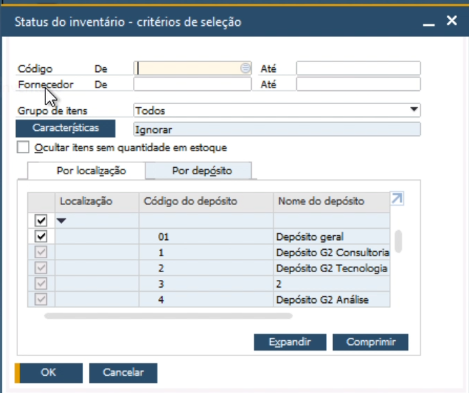 Status do inventário - critérios de seleção
Código De Até
Fornecedor De Até
Grupo de itens Todos
Características Ignorar
Ocultar itens sem quantidade em estoque
Por localização Por depósito
Localização Código do depósito Nome do depósito
01 Depósito geral
1 Depósito G2 Consultoria
2 Depósito G2 Tecnologia
3 2
4 Depósito G2 Análise
Expandir Comprimir
OK Cancelar